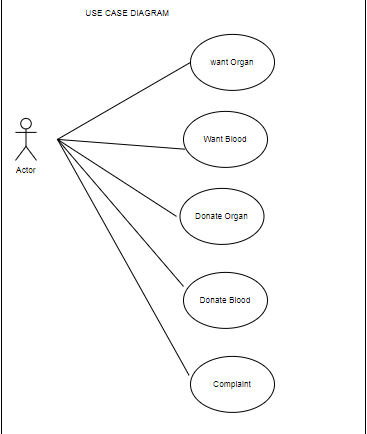 USE CASE DIAGRAM
want Organ
Want Blood
Actor
Donate Organ
Donate Blood
Complaint